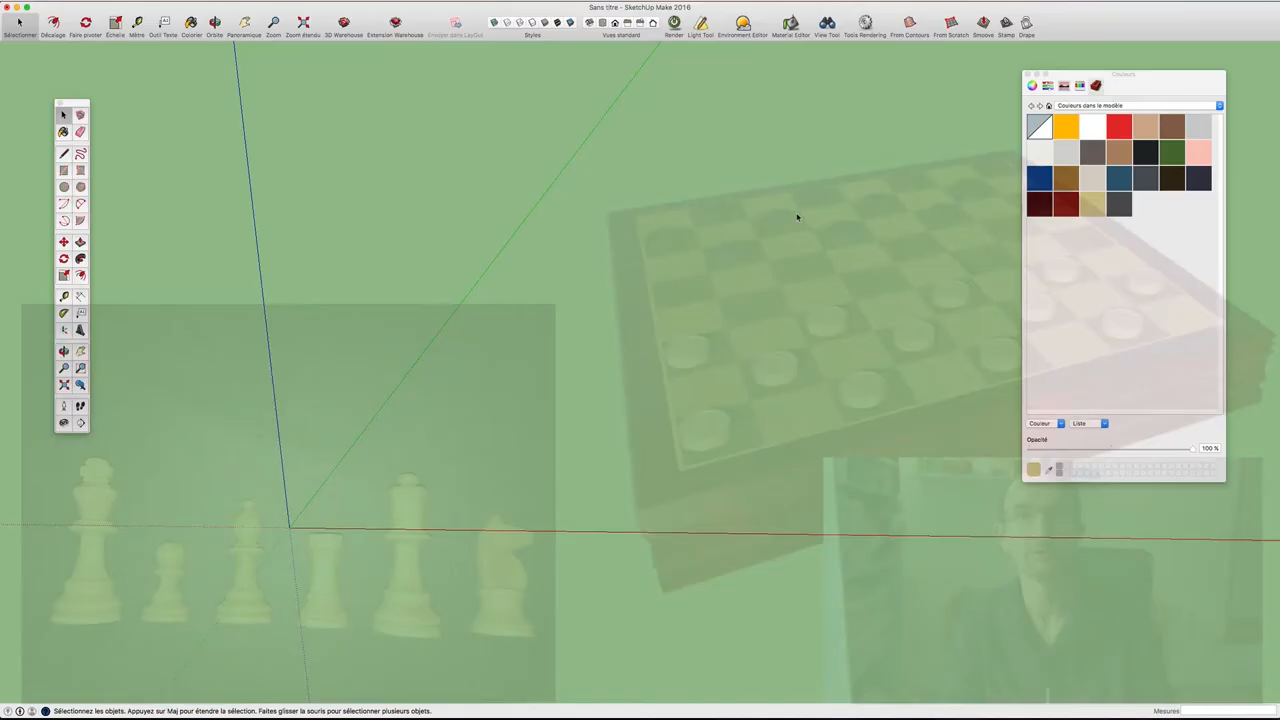 Sans titre - SketchUp Make 2016
Sélectionner Décalage Faire pivoter Échelle Mètre Outil Texte Colorier Orbite Panoramique Zoom Zoom étendu 3D Warehouse Extension Warehouse Envoyer dans LayOut Styles Vues standard Render Light Tool Environment Editor Material Editor View Tool Tools Rendering From Contours From Scratch Smoove Stamp Drape
Couleurs
Couleurs dans le modèle
Couleur Liste
Opacité
100 %
Sélectionnez les objets. Appuyez sur Maj pour étendre la sélection. Faites glisser la souris pour sélectionner plusieurs objets.
Mesures